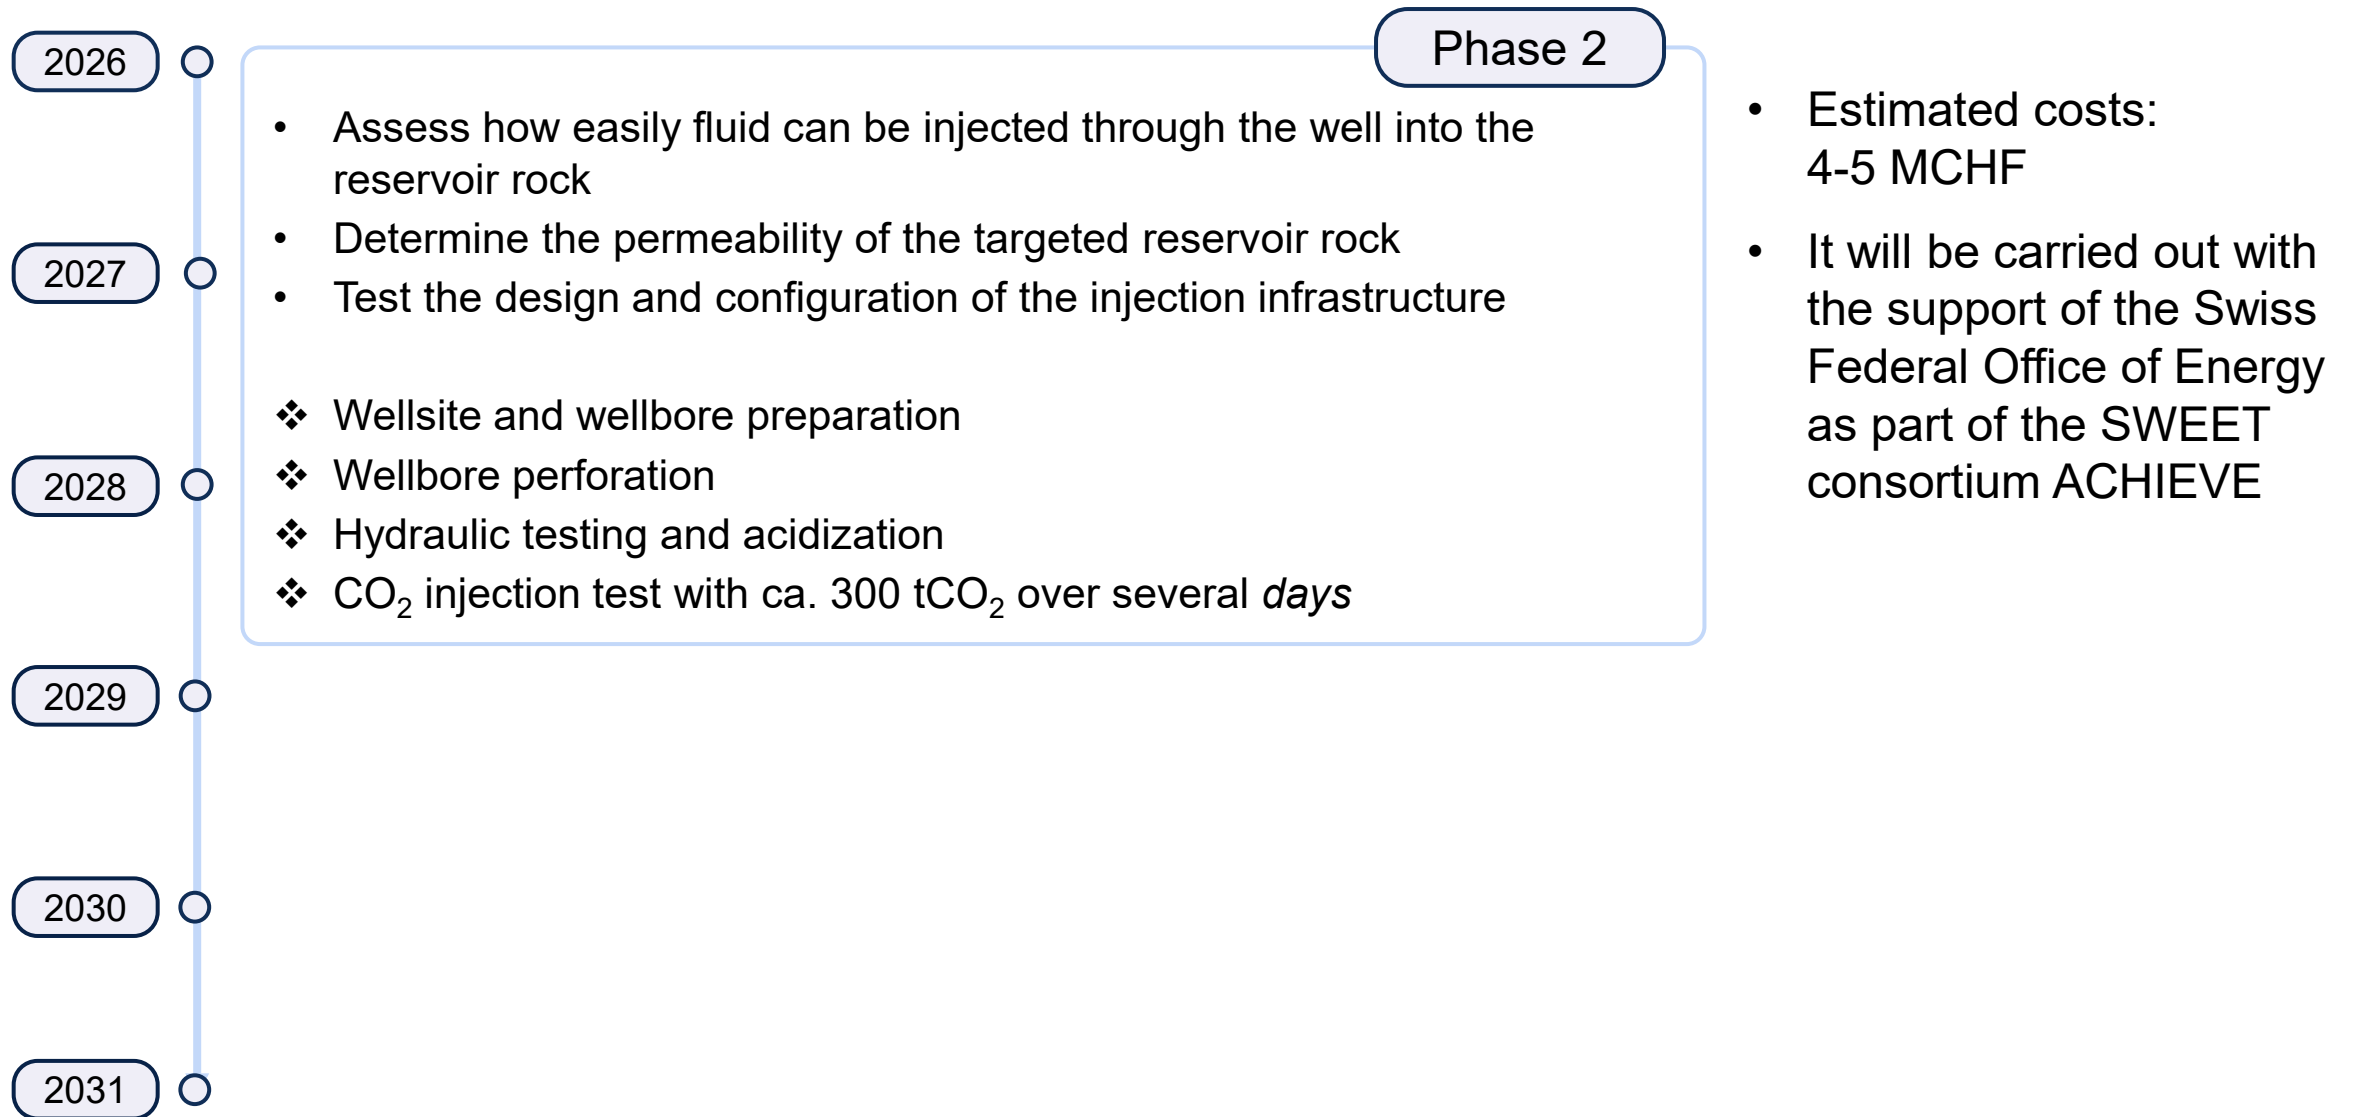 2026
2027
2028
2029
2030
2031
Phase 2
• Assess how easily fluid can be injected through the well into the
reservoir rock
• Determine the permeability of the targeted reservoir rock
• Test the design and configuration of the injection infrastructure
❖ Wellsite and wellbore preparation
❖ Wellbore perforation
❖ Hydraulic testing and acidization
❖ CO₂ injection test with ca. 300 tCO₂ over several days
• Estimated costs:
4-5 MCHF
• It will be carried out with
the support of the Swiss
Federal Office of Energy
as part of the SWEET
consortium ACHIEVE